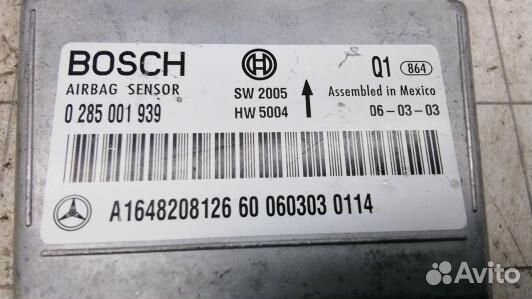 BOSCH
AIRBAG SENSOR
0 285 001 939
SW 2005
HW 5004
Q1 864
Assembled in Mexico
06-03-03
A1648208126 60 060303 0114
Avito